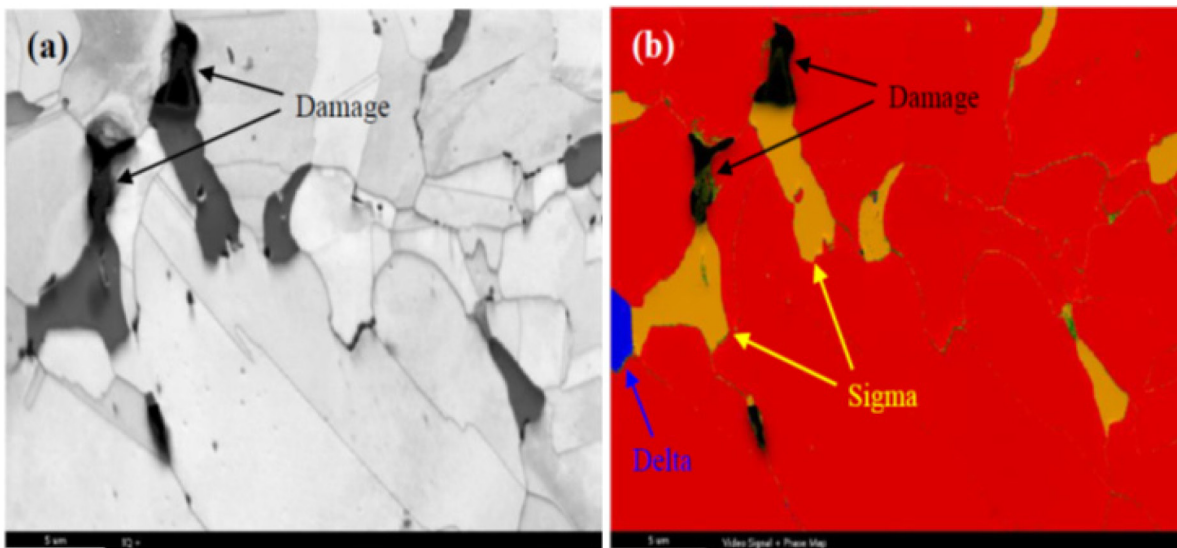 (a)
Damage
5 um
IQ +
(b)
Damage
Sigma
Delta
5 um
Video Signal + Phase Map